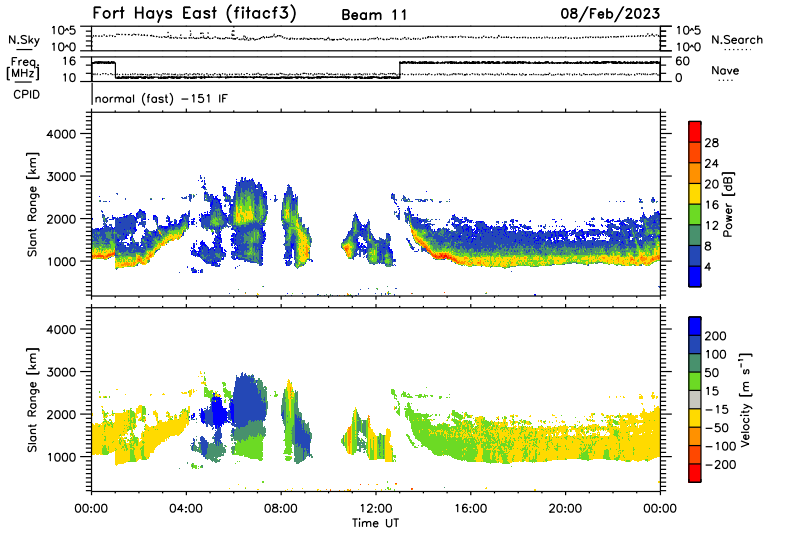 Fort Hays East (fitacf3) Beam 11 08/Feb/2023
N.Sky 10^5 10^0 10^5 10^0 N.Search
Freq. [MHz] 16 10 60 0 Nave
CPID normal (fast) -151 IF
Slant Range [km] 4000 3000 2000 1000
28 24 20 16 12 8 4 Power [dB]
Slant Range [km] 4000 3000 2000 1000
200 100 50 15 -15 -50 -100 -200 Velocity [m s⁻¹]
00:00 04:00 08:00 12:00 16:00 20:00 00:00
Time UT